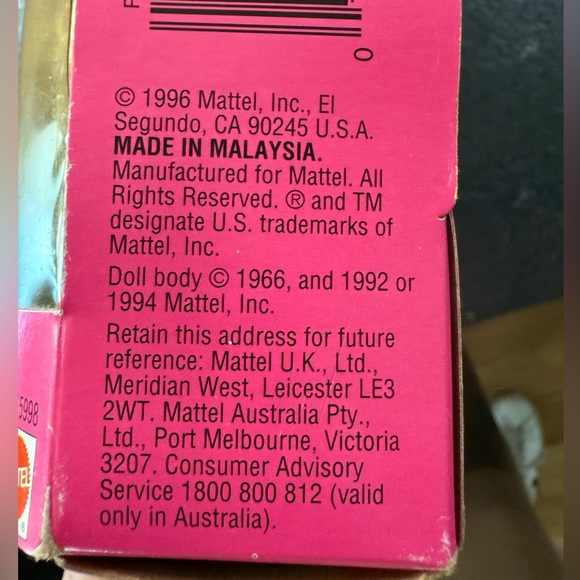 © 1996 Mattel, Inc., El
Segundo, CA 90245 U.S.A.
MADE IN MALAYSIA.
Manufactured for Mattel. All
Rights Reserved. ® and TM
designate U.S. trademarks of
Mattel, Inc.
Doll body © 1966, and 1992 or
1994 Mattel, Inc.
Retain this address for future
reference: Mattel U.K., Ltd.,
Meridian West, Leicester LE3
2WT. Mattel Australia Pty.,
Ltd., Port Melbourne, Victoria
3207. Consumer Advisory
Service 1800 800 812 (valid
only in Australia).
0
5998
®